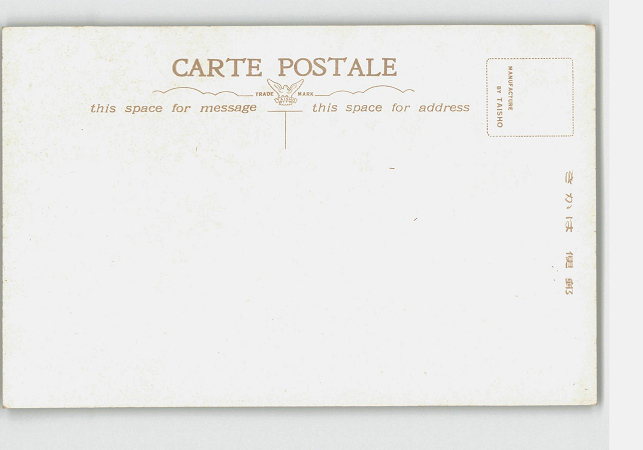 CARTE POSTALE
TRADE MARK
this space for message
this space for address
MANUFACTURE
BY TAISHO
郵便はかき